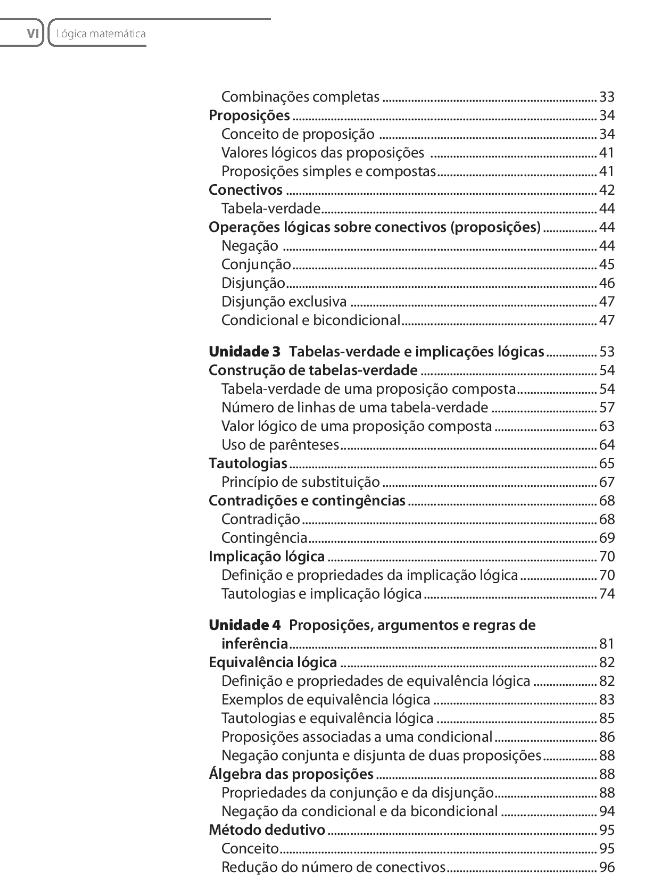 VI Lógica matemática
Combinações completas ........ 33
Proposições ........ 34
Conceito de proposição ........ 34
Valores lógicos das proposições ........ 41
Proposições simples e compostas ........ 41
Conectivos ........ 42
Tabela-verdade ........ 44
Operações lógicas sobre conectivos (proposições) ........ 44
Negação ........ 44
Conjunção ........ 45
Disjunção ........ 46
Disjunção exclusiva ........ 47
Condicional e bicondicional ........ 47
Unidade 3 Tabelas-verdade e implicações lógicas ........ 53
Construção de tabelas-verdade ........ 54
Tabela-verdade de uma proposição composta ........ 54
Número de linhas de uma tabela-verdade ........ 57
Valor lógico de uma proposição composta ........ 63
Uso de parênteses ........ 64
Tautologias ........ 65
Princípio de substituição ........ 67
Contradições e contingências ........ 68
Contradição ........ 68
Contingência ........ 69
Implicação lógica ........ 70
Definição e propriedades da implicação lógica ........ 70
Tautologias e implicação lógica ........ 74
Unidade 4 Proposições, argumentos e regras de
inferência ........ 81
Equivalência lógica ........ 82
Definição e propriedades de equivalência lógica ........ 82
Exemplos de equivalência lógica ........ 83
Tautologias e equivalência lógica ........ 85
Proposições associadas a uma condicional ........ 86
Negação conjunta e disjunta de duas proposições ........ 88
Álgebra das proposições ........ 88
Propriedades da conjunção e da disjunção ........ 88
Negação da condicional e da bicondicional ........ 94
Método dedutivo ........ 95
Conceito ........ 95
Redução do número de conectivos ........ 96